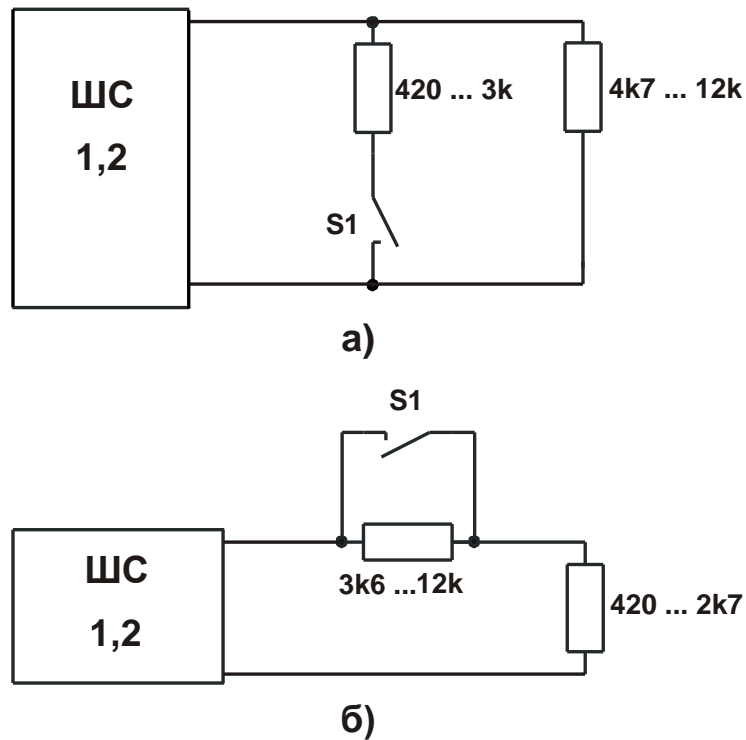 ШС
1,2
420 ... 3k
4k7 ... 12k
S1
а)
S1
ШС
1,2
3k6 ...12k
420 ... 2k7
б)